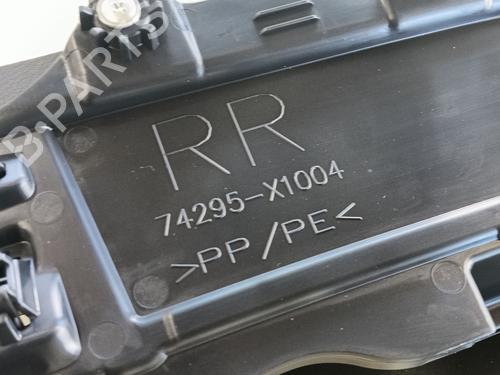 B-PARTS
RR
74295-X1004
>PP/PE<